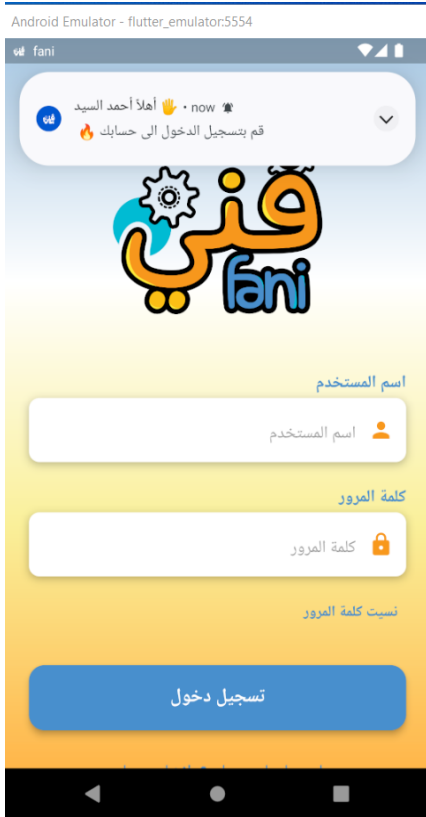 Android Emulator - flutter_emulator:5554
fani
أهلاً أحمد السيد 🖐 • now
قم بتسجيل الدخول الى حسابك 🔥
فني
fani
اسم المستخدم
اسم المستخدم
كلمة المرور
كلمة المرور
نسيت كلمة المرور
تسجيل دخول